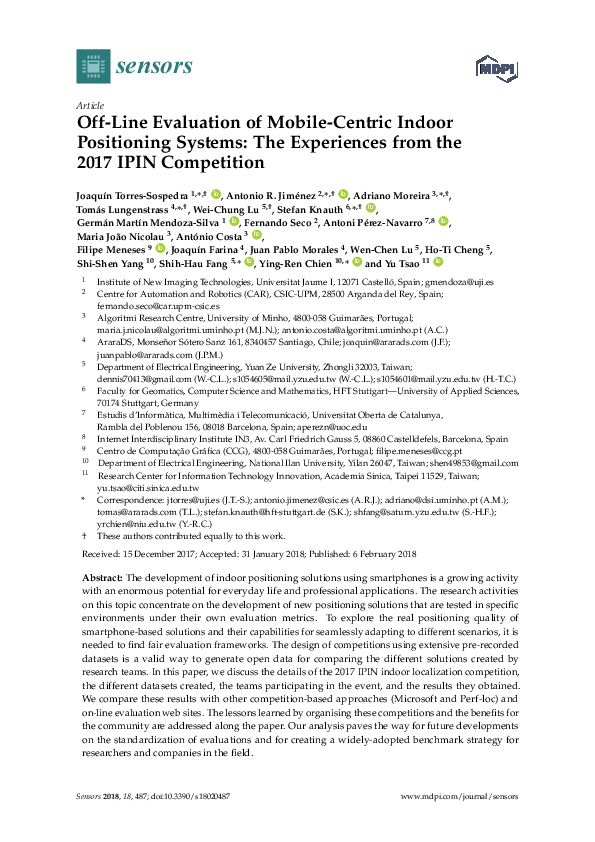 sensors
MDPI
Article
Off-Line Evaluation of Mobile-Centric Indoor
Positioning Systems: The Experiences from the
2017 IPIN Competition
Joaquín Torres-Sospedra 1,*,‡ iD, Antonio R. Jiménez 2,*,† iD, Adriano Moreira 3,*,†,
Tomás Lungenstrass 4,*,†, Wei-Chung Lu 5,†, Stefan Knauth 6,*,† iD,
Germán Martín Mendoza-Silva 1 iD, Fernando Seco 2, Antoni Pérez-Navarro 7,8 iD,
Maria João Nicolau 3, António Costa 3 iD,
Filipe Meneses 9 iD, Joaquín Farina 4, Juan Pablo Morales 4, Wen-Chen Lu 5, Ho-Ti Cheng 5,
Shi-Shen Yang 10, Shih-Hau Fang 5,* iD, Ying-Ren Chien 10,* iD and Yu Tsao 11 iD
1 Institute of New Imaging Technologies, Universitat Jaume I, 12071 Castelló, Spain; gmendoza@uji.es
2 Centre for Automation and Robotics (CAR), CSIC-UPM, 28500 Arganda del Rey, Spain;
fernando.seco@car.upm-csic.es
3 Algoritmi Research Centre, University of Minho, 4800-058 Guimarães, Portugal;
maria.j.nicolau@algoritmi.uminho.pt (M.J.N.); antonio.costa@algoritmi.uminho.pt (A.C.)
4 AraraDS, Monseñor Sótero Sanz 161, 8340457 Santiago, Chile; joaquin@ararads.com (J.F.);
juanpablo@ararads.com (J.P.M.)
5 Department of Electrical Engineering, Yuan Ze University, Zhongli 32003, Taiwan;
dennis70413@gmail.com (W.-C.L.); s1054605@mail.yzu.edu.tw (W.-C.L.); s1054601@mail.yzu.edu.tw (H.-T.C.)
6 Faculty for Geomatics, Computer Science and Mathematics, HFT Stuttgart—University of Applied Sciences,
70174 Stuttgart, Germany
7 Estudis d'Informàtica, Multimèdia i Telecomunicació, Universitat Oberta de Catalunya,
Rambla del Poblenou 156, 08018 Barcelona, Spain; aperezn@uoc.edu
8 Internet Interdisciplinary Institute IN3, Av. Carl Friedrich Gauss 5, 08860 Castelldefels, Barcelona, Spain
9 Centro de Computação Gráfica (CCG), 4800-058 Guimarães, Portugal; filipe.meneses@ccg.pt
10 Department of Electrical Engineering, National Ilan University, Yilan 26047, Taiwan; shen49853@gmail.com
11 Research Center for Information Technology Innovation, Academia Sinica, Taipei 11529, Taiwan;
yu.tsao@citi.sinica.edu.tw
* Correspondence: jtorres@uji.es (J.T.-S.); antonio.jimenez@csic.es (A.R.J.); adriano@dsi.uminho.pt (A.M.);
tomas@ararads.com (T.L.); stefan.knauth@hft-stuttgart.de (S.K.); shfang@saturn.yzu.edu.tw (S.-H.F.);
yrchien@niu.edu.tw (Y.-R.C.)
† These authors contributed equally to this work.
Received: 15 December 2017; Accepted: 31 January 2018; Published: 6 February 2018
Abstract: The development of indoor positioning solutions using smartphones is a growing activity
with an enormous potential for everyday life and professional applications. The research activities
on this topic concentrate on the development of new positioning solutions that are tested in specific
environments under their own evaluation metrics. To explore the real positioning quality of
smartphone-based solutions and their capabilities for seamlessly adapting to different scenarios, it is
needed to find fair evaluation frameworks. The design of competitions using extensive pre-recorded
datasets is a valid way to generate open data for comparing the different solutions created by
research teams. In this paper, we discuss the details of the 2017 IPIN indoor localization competition,
the different datasets created, the teams participating in the event, and the results they obtained.
We compare these results with other competition-based approaches (Microsoft and Perf-loc) and
on-line evaluation web sites. The lessons learned by organising these competitions and the benefits for
the community are addressed along the paper. Our analysis paves the way for future developments
on the standardization of evaluations and for creating a widely-adopted benchmark strategy for
researchers and companies in the field.
Sensors 2018, 18, 487; doi:10.3390/s18020487
www.mdpi.com/journal/sensors